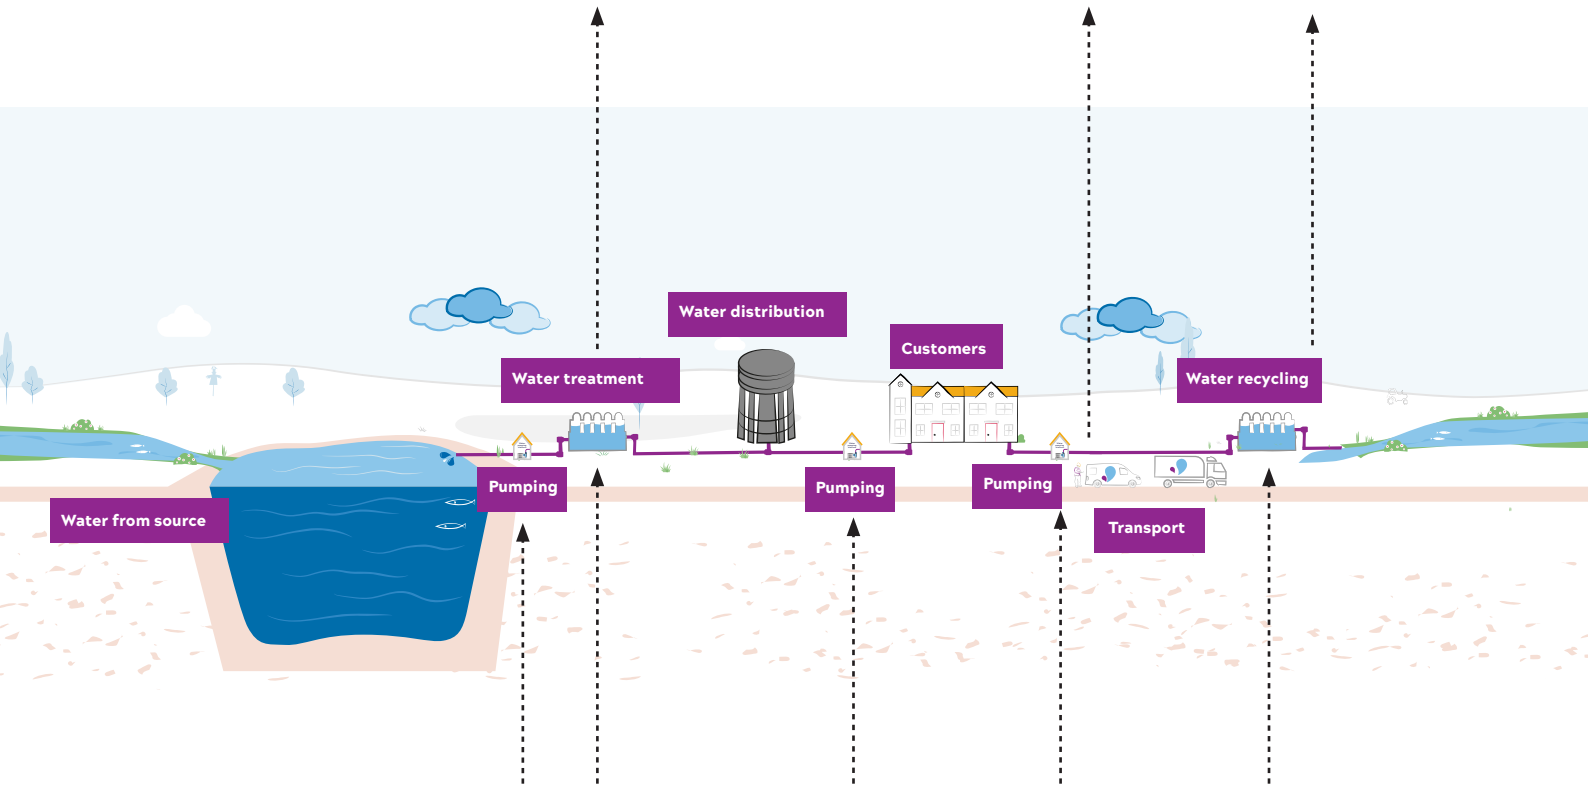 Water distribution
Customers
Water treatment
Water recycling
Pumping
Pumping
Pumping
Water from source
Transport